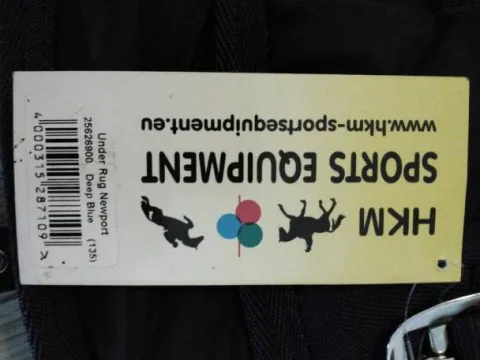 HKM
SPORTS EQUIPMENT
www.hkm-sportsequipment.eu
Under Rug Newport
25626900 Deep Blue (135)
4 000315 287109 >